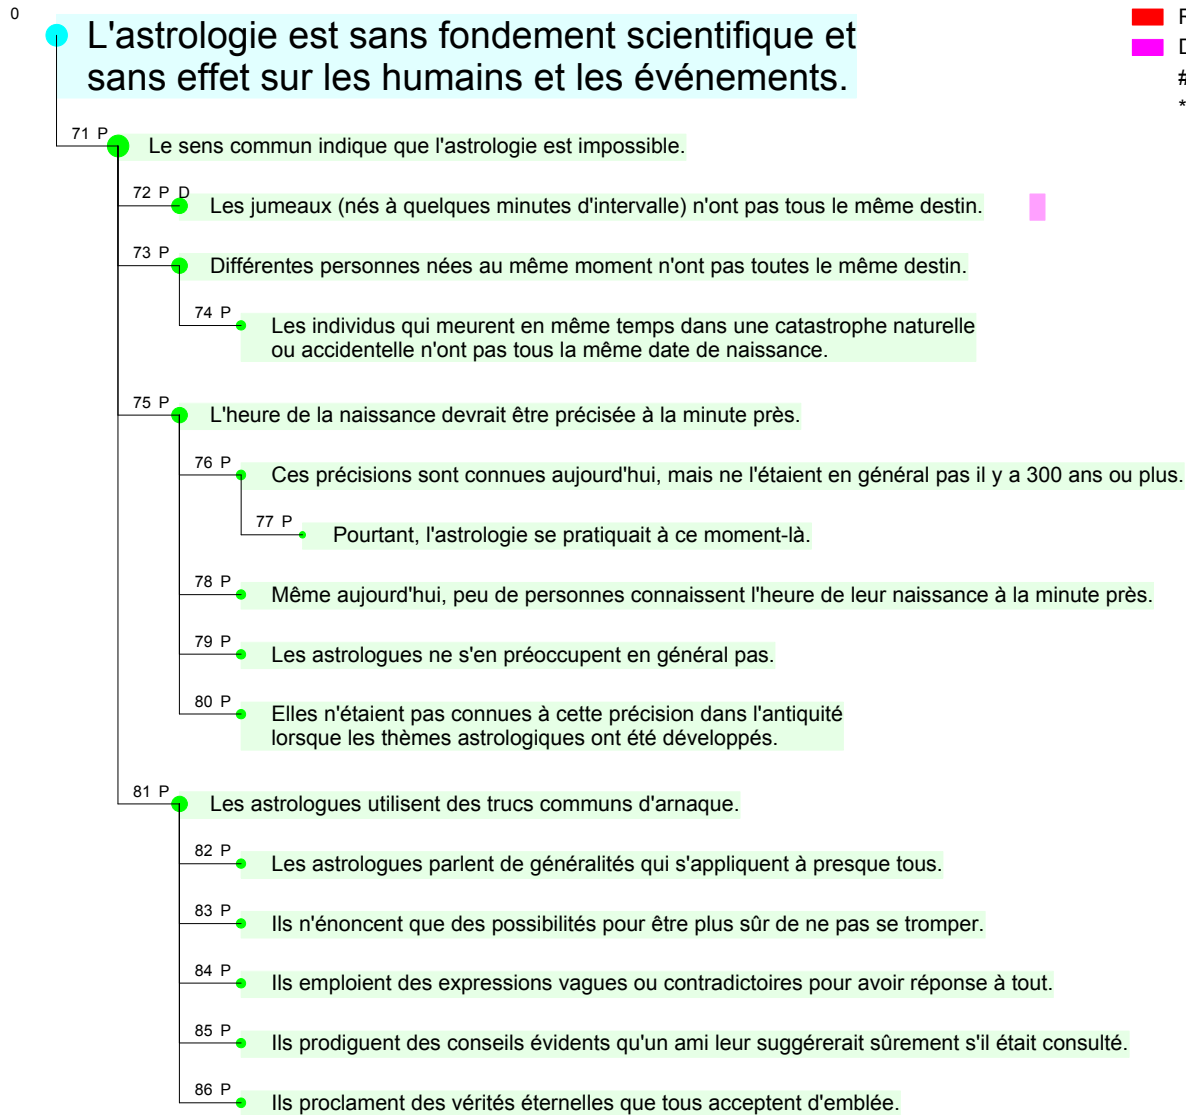 0
L'astrologie est sans fondement scientifique et
sans effet sur les humains et les événements.
#
*
71 P
Le sens commun indique que l'astrologie est impossible.
72 P D
Les jumeaux (nés à quelques minutes d'intervalle) n'ont pas tous le même destin.
73 P
Différentes personnes nées au même moment n'ont pas toutes le même destin.
74 P
Les individus qui meurent en même temps dans une catastrophe naturelle
ou accidentelle n'ont pas tous la même date de naissance.
75 P
L'heure de la naissance devrait être précisée à la minute près.
76 P
Ces précisions sont connues aujourd'hui, mais ne l'étaient en général pas il y a 300 ans ou plus.
77 P
Pourtant, l'astrologie se pratiquait à ce moment-là.
78 P
Même aujourd'hui, peu de personnes connaissent l'heure de leur naissance à la minute près.
79 P
Les astrologues ne s'en préoccupent en général pas.
80 P
Elles n'étaient pas connues à cette précision dans l'antiquité
lorsque les thèmes astrologiques ont été développés.
81 P
Les astrologues utilisent des trucs communs d'arnaque.
82 P
Les astrologues parlent de généralités qui s'appliquent à presque tous.
83 P
Ils n'énoncent que des possibilités pour être plus sûr de ne pas se tromper.
84 P
Ils emploient des expressions vagues ou contradictoires pour avoir réponse à tout.
85 P
Ils prodiguent des conseils évidents qu'un ami leur suggérerait sûrement s'il était consulté.
86 P
Ils proclament des vérités éternelles que tous acceptent d'emblée.